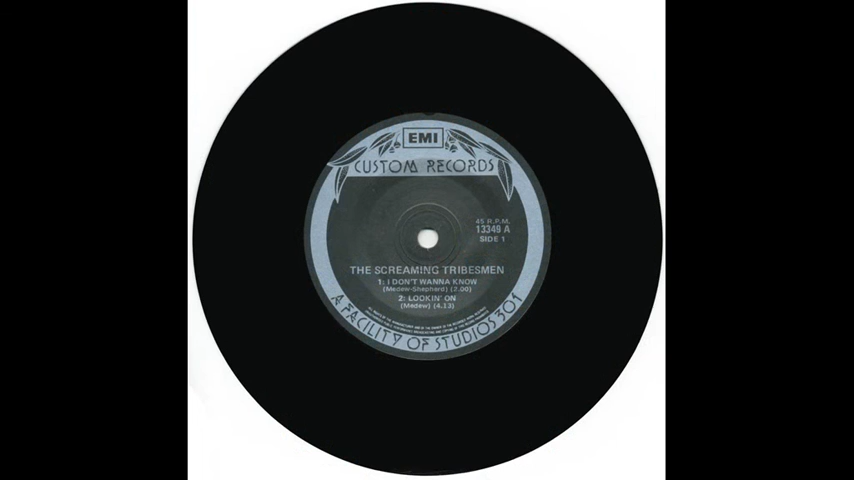 EMI
CUSTOM RECORDS
45 R.P.M.
13349 A
SIDE 1
THE SCREAMING TRIBESMEN
1: I DON'T WANNA KNOW
(Medew-Shepherd) (2.00)
2: LOOKIN' ON
(Medew) (4.13)
A FACILITY OF STUDIOS 301